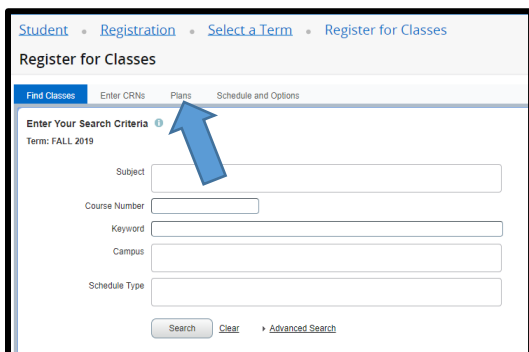 Student • Registration • Select a Term • Register for Classes
Register for Classes
Find Classes Enter CRNs Plans Schedule and Options
Enter Your Search Criteria
Term: FALL 2019
Subject
Course Number
Keyword
Campus
Schedule Type
Search Clear Advanced Search